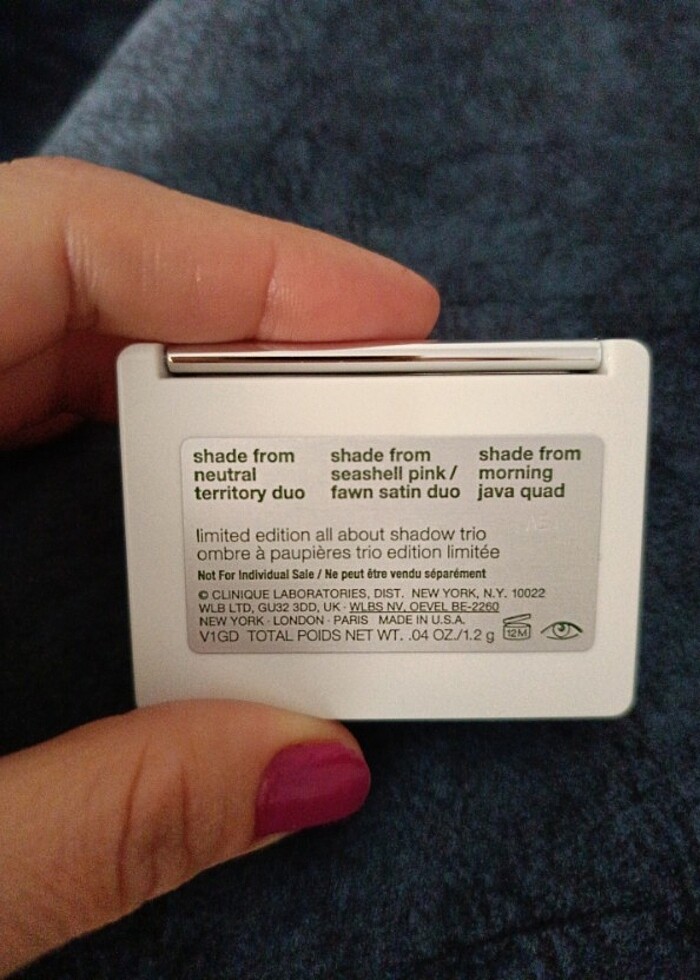 shade from neutral territory duo
shade from seashell pink / fawn satin duo
shade from morning java quad
limited edition all about shadow trio
ombre à paupières trio edition limitée
Not For Individual Sale / Ne peut être vendu séparément
© CLINIQUE LABORATORIES, DIST. NEW YORK, N.Y. 10022
WLB LTD, GU32 3DD, UK · WLBS NV, OEVEL BE-2260
NEW YORK · LONDON · PARIS MADE IN U.S.A.
V1GD TOTAL POIDS NET WT. .04 OZ./1.2 g 12M